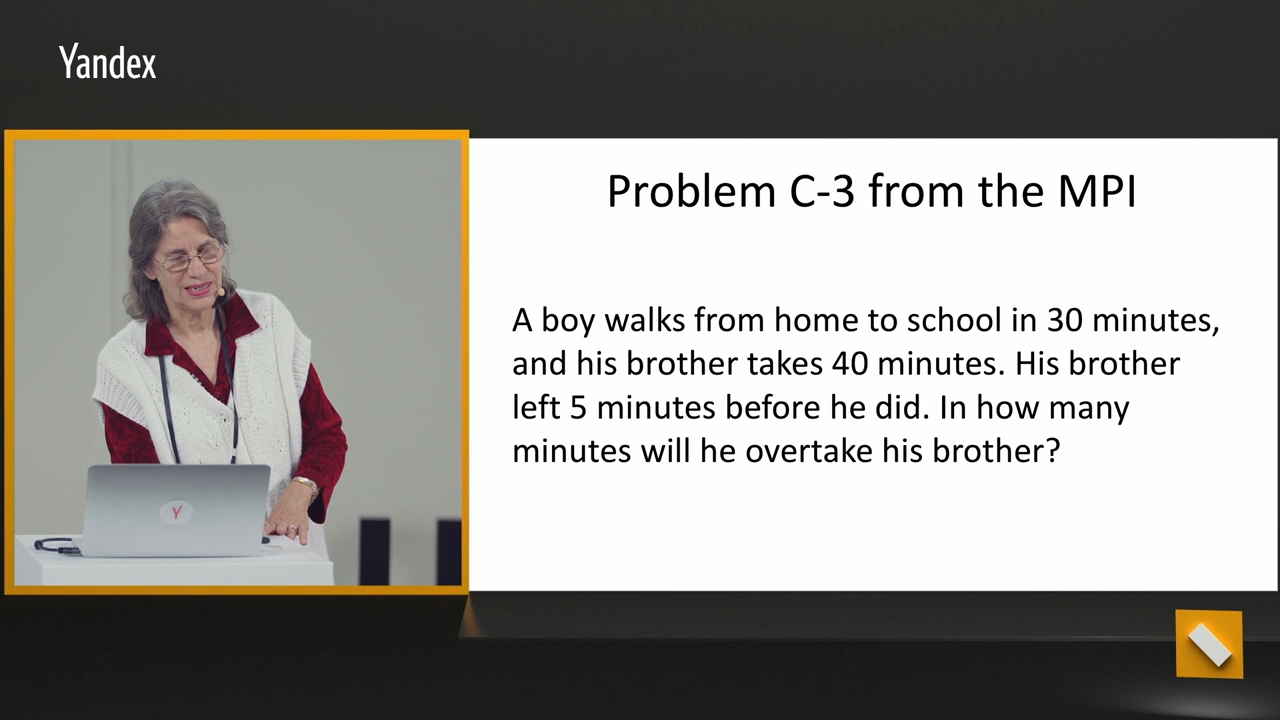 Yandex
Problem C-3 from the MPI
A boy walks from home to school in 30 minutes,
and his brother takes 40 minutes. His brother
left 5 minutes before he did. In how many
minutes will he overtake his brother?
Y